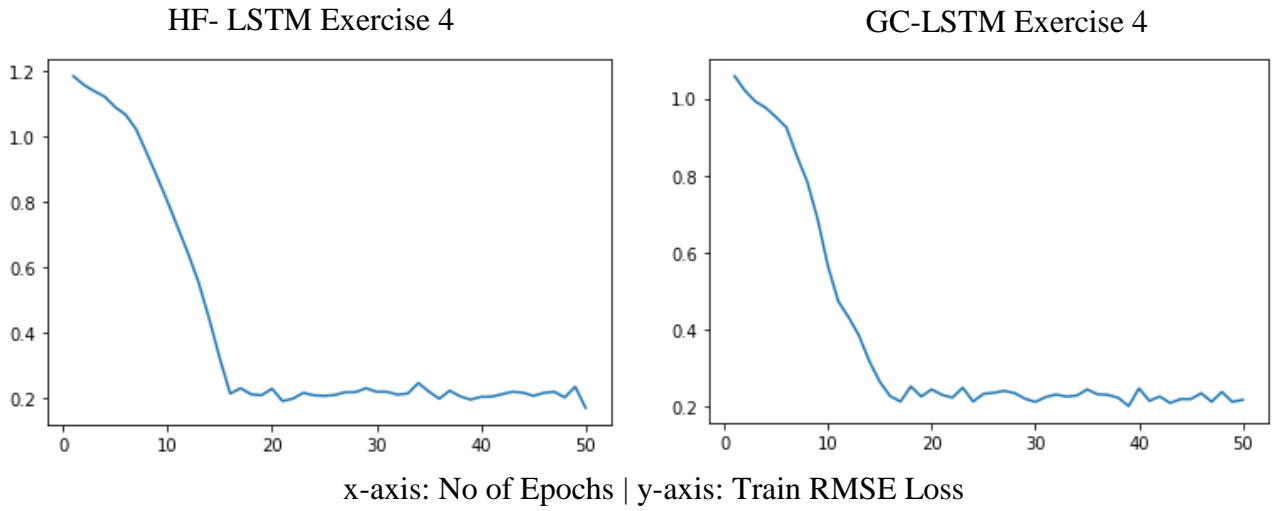 HF- LSTM Exercise 4
1.2
1.0
0.8
0.6
0.4
0.2
0 10 20 30 40 50
GC-LSTM Exercise 4
1.0
0.8
0.6
0.4
0.2
0 10 20 30 40 50
x-axis: No of Epochs | y-axis: Train RMSE Loss